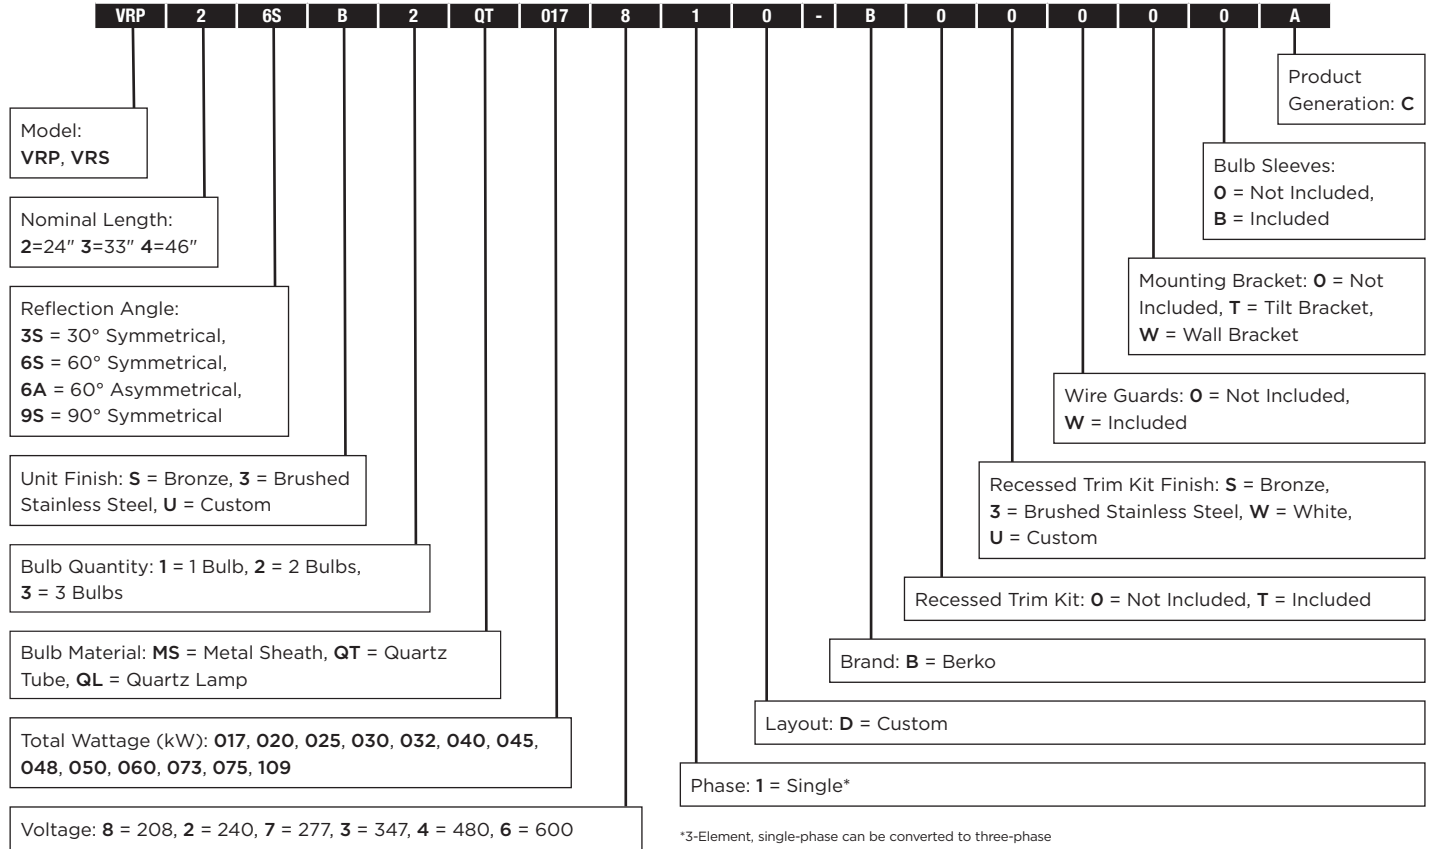 VRP 2 6S B 2 QT 017 8 1 0 - B 0 0 0 0 0 A
Model:
VRP, VRS
Nominal Length:
2=24" 3=33" 4=46"
Reflection Angle:
3S = 30° Symmetrical,
6S = 60° Symmetrical,
6A = 60° Asymmetrical,
9S = 90° Symmetrical
Unit Finish: S = Bronze, 3 = Brushed
Stainless Steel, U = Custom
Bulb Quantity: 1 = 1 Bulb, 2 = 2 Bulbs,
3 = 3 Bulbs
Bulb Material: MS = Metal Sheath, QT = Quartz
Tube, QL = Quartz Lamp
Total Wattage (kW): 017, 020, 025, 030, 032, 040, 045,
048, 050, 060, 073, 075, 109
Voltage: 8 = 208, 2 = 240, 7 = 277, 3 = 347, 4 = 480, 6 = 600
Product
Generation: C
Bulb Sleeves:
0 = Not Included,
B = Included
Mounting Bracket: 0 = Not
Included, T = Tilt Bracket,
W = Wall Bracket
Wire Guards: 0 = Not Included,
W = Included
Recessed Trim Kit Finish: S = Bronze,
3 = Brushed Stainless Steel, W = White,
U = Custom
Recessed Trim Kit: 0 = Not Included, T = Included
Brand: B = Berko
Layout: D = Custom
Phase: 1 = Single*
*3-Element, single-phase can be converted to three-phase